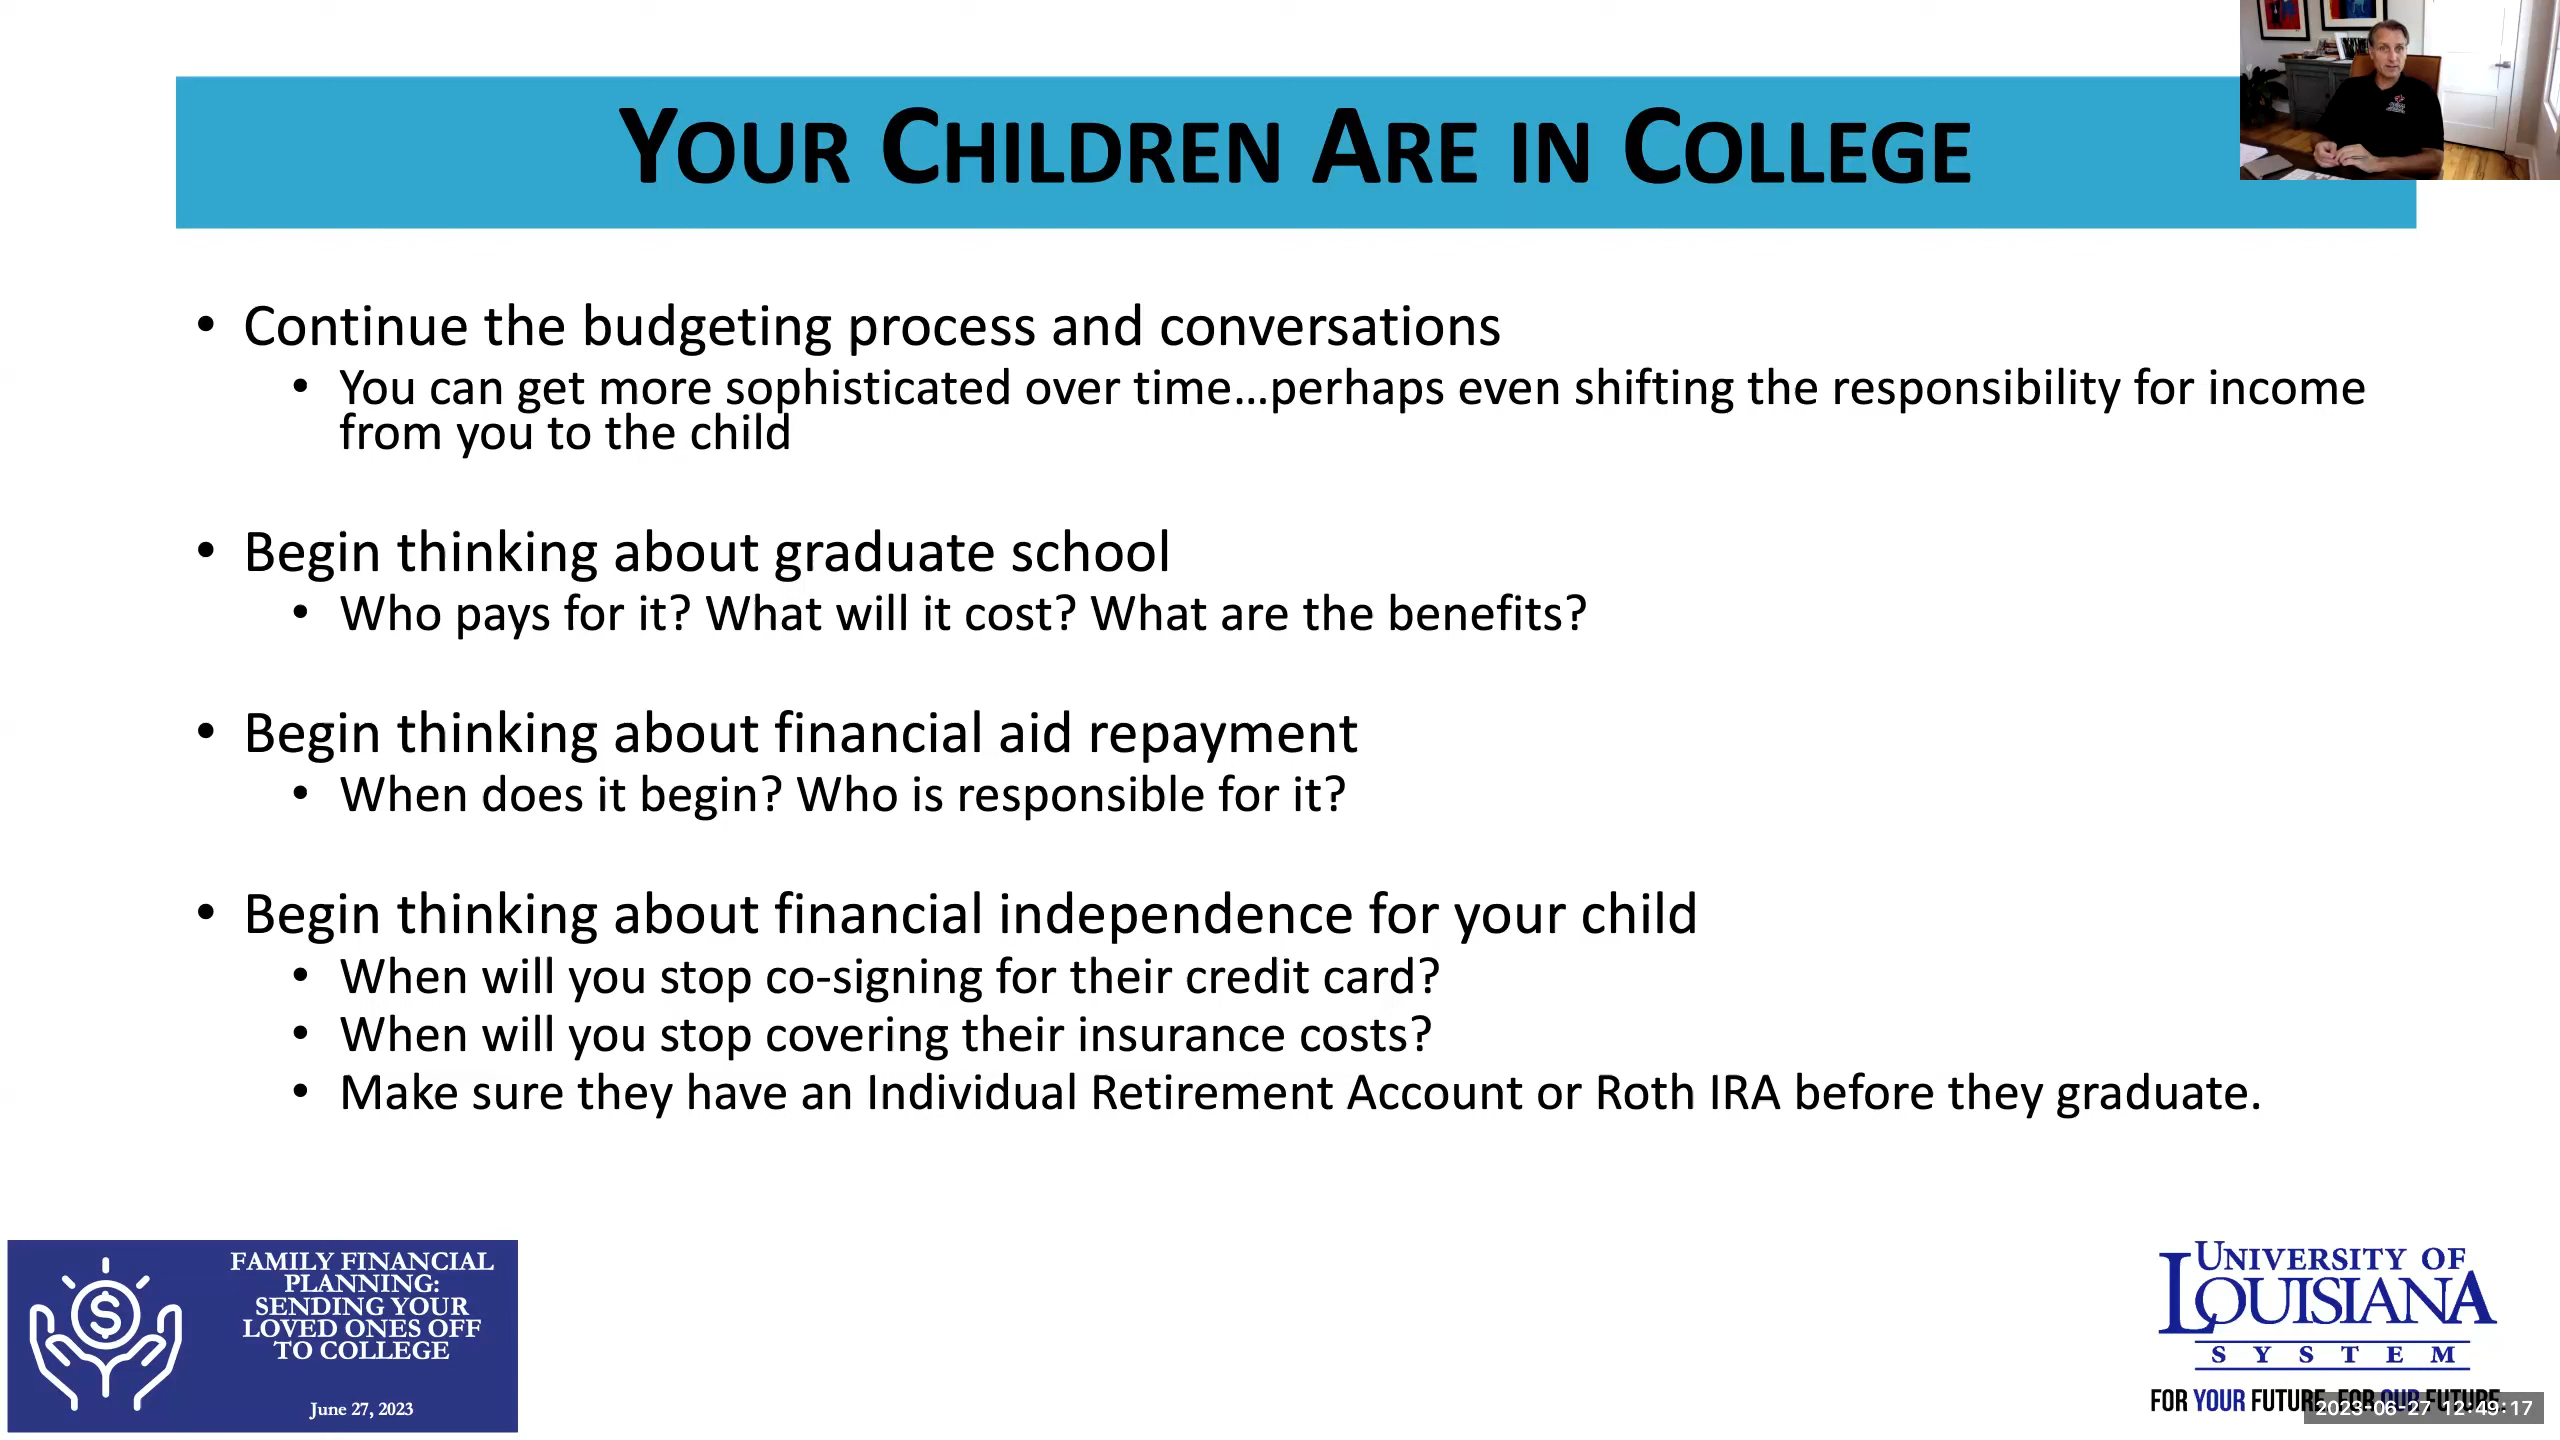 YOUR CHILDREN ARE IN COLLEGE
• Continue the budgeting process and conversations
• You can get more sophisticated over time…perhaps even shifting the responsibility for income
from you to the child
• Begin thinking about graduate school
• Who pays for it? What will it cost? What are the benefits?
• Begin thinking about financial aid repayment
• When does it begin? Who is responsible for it?
• Begin thinking about financial independence for your child
• When will you stop co-signing for their credit card?
• When will you stop covering their insurance costs?
• Make sure they have an Individual Retirement Account or Roth IRA before they graduate.
FAMILY FINANCIAL
PLANNING:
SENDING YOUR
LOVED ONES OFF
TO COLLEGE
June 27, 2023
UNIVERSITY OF
LOUISIANA
SYSTEM
FOR YOUR FUTURE. FOR OUR FUTURE.
2023-06-27 12:49:17